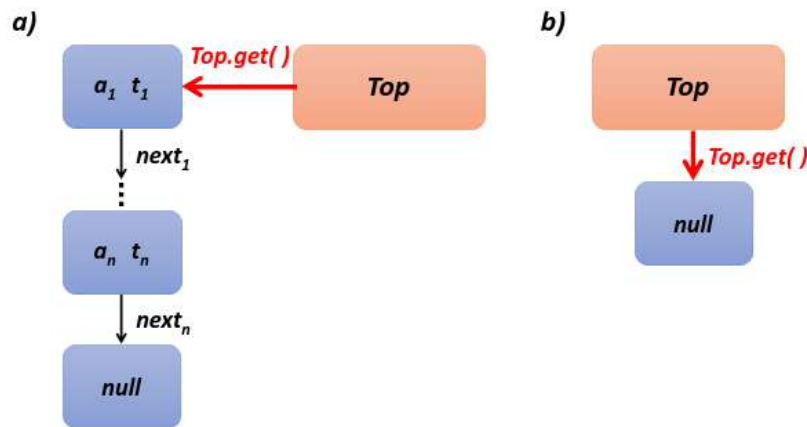 a)
b)
Top.get( )
a₁ t₁
Top
Top
next₁
Top.get( )
aₙ tₙ
null
nextₙ
null